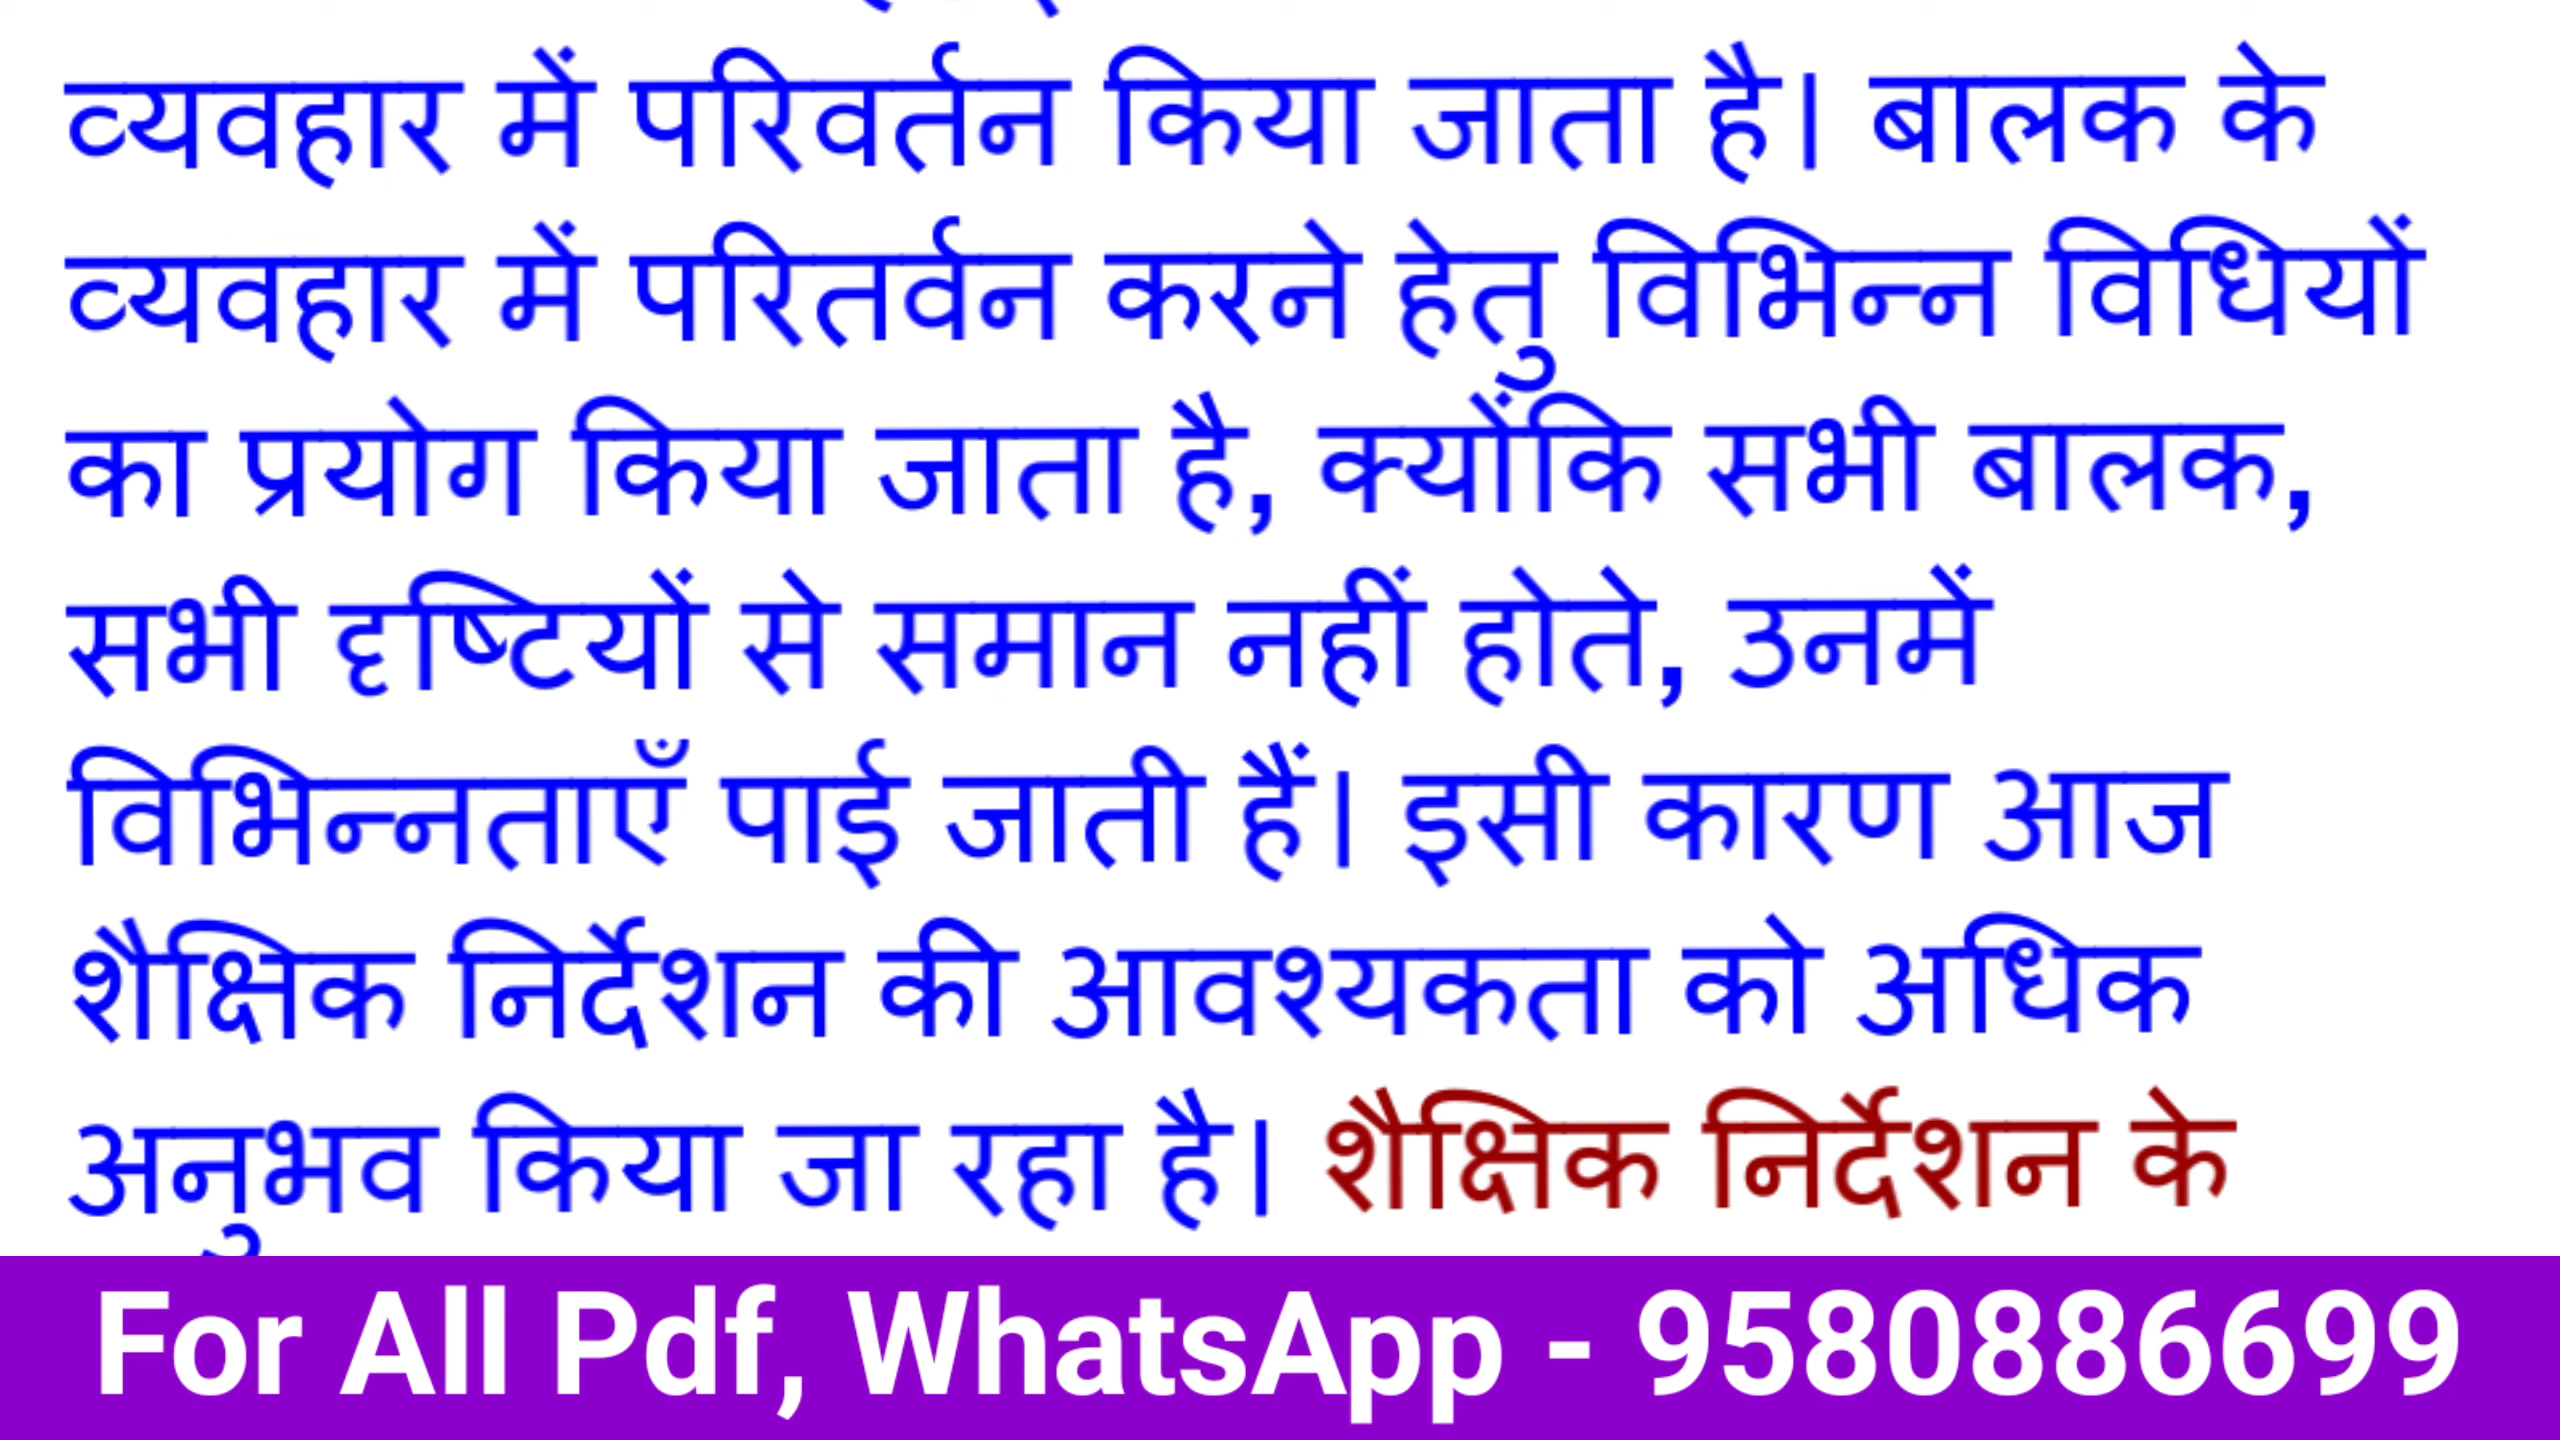 व्यवहार में परिवर्तन किया जाता है। बालक के
व्यवहार में परितर्वन करने हेतु विभिन्न विधियों
का प्रयोग किया जाता है, क्योंकि सभी बालक,
सभी दृष्टियों से समान नहीं होते, उनमें
विभिन्नताएँ पाई जाती हैं। इसी कारण आज
शैक्षिक निर्देशन की आवश्यकता को अधिक
अनुभव किया जा रहा है। शैक्षिक निर्देशन के
For All Pdf, WhatsApp - 9580886699